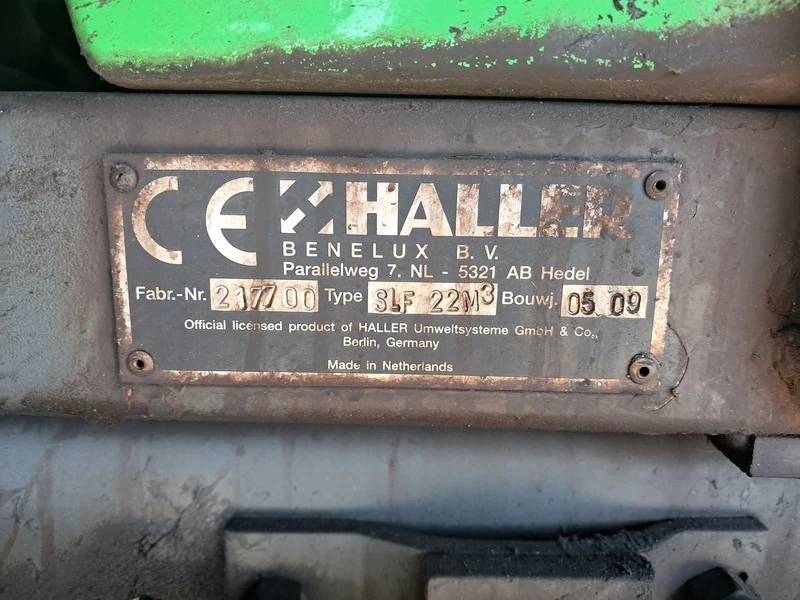 CE HALLER
BENELUX B.V.
Parallelweg 7. NL - 5321 AB Hedel
Fabr.-Nr. 217700 Type SLF 22M³ Bouwj. 05.09
Official licensed product of HALLER Umweltsysteme GmbH & Co.,
Berlin, Germany
Made in Netherlands